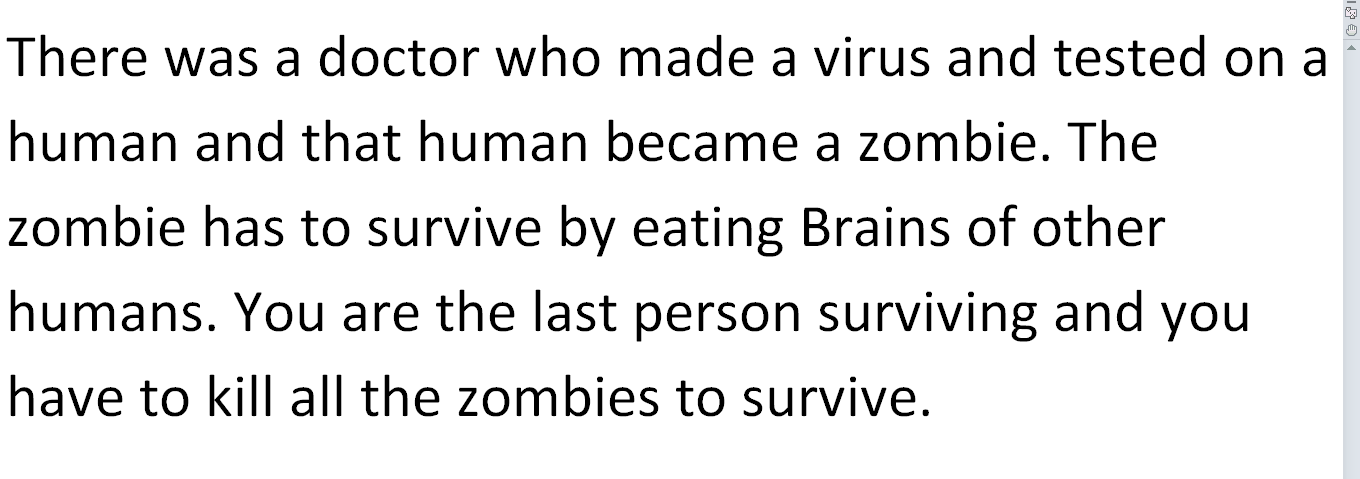 There was a doctor who made a virus and tested on a
human and that human became a zombie. The
zombie has to survive by eating Brains of other
humans. You are the last person surviving and you
have to kill all the zombies to survive.